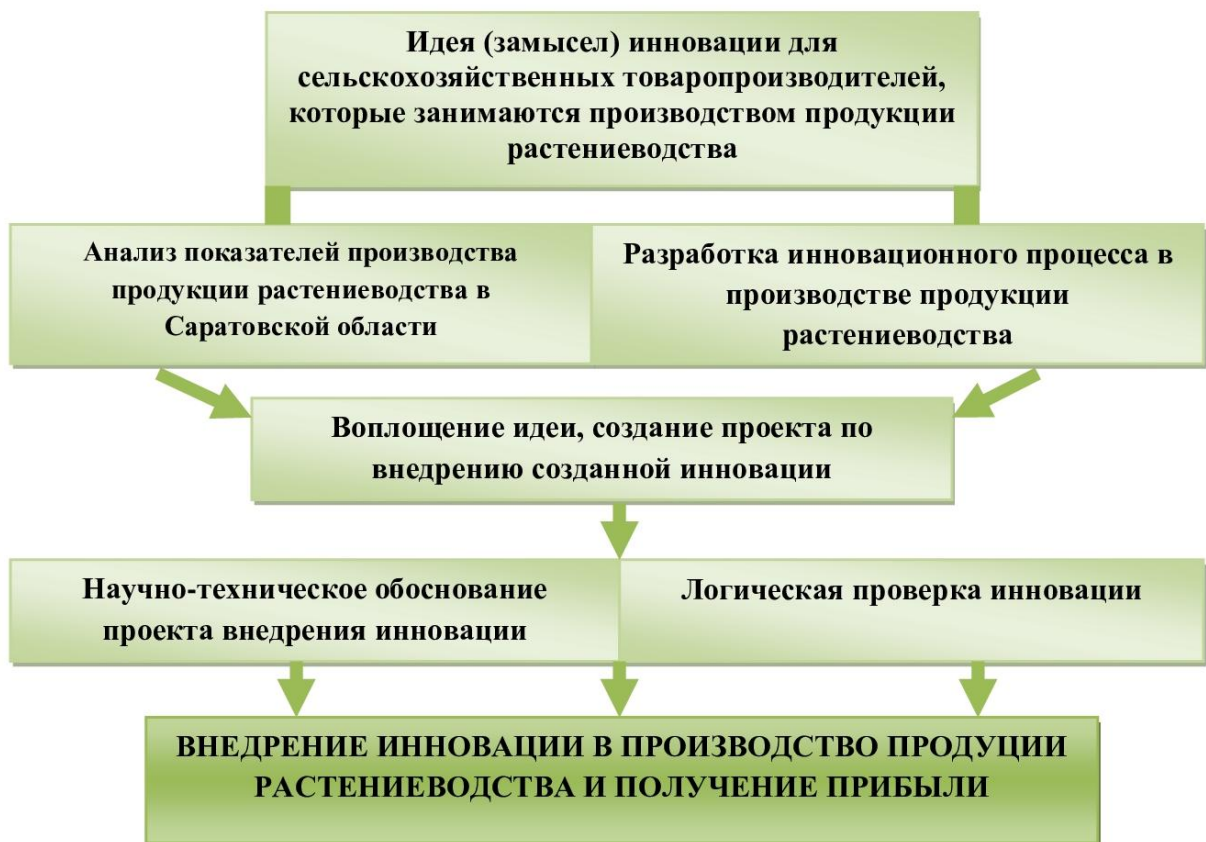 Идея (замысел) инновации для
сельскохозяйственных товаропроизводителей,
которые занимаются производством продукции
растениеводства
Анализ показателей производства
продукции растениеводства в
Саратовской области
Разработка инновационного процесса в
производстве продукции
растениеводства
Воплощение идеи, создание проекта по
внедрению созданной инновации
Научно-техническое обоснование
проекта внедрения инновации
Логическая проверка инновации
ВНЕДРЕНИЕ ИННОВАЦИИ В ПРОИЗВОДСТВО ПРОДУЦИИ
РАСТЕНИЕВОДСТВА И ПОЛУЧЕНИЕ ПРИБЫЛИ